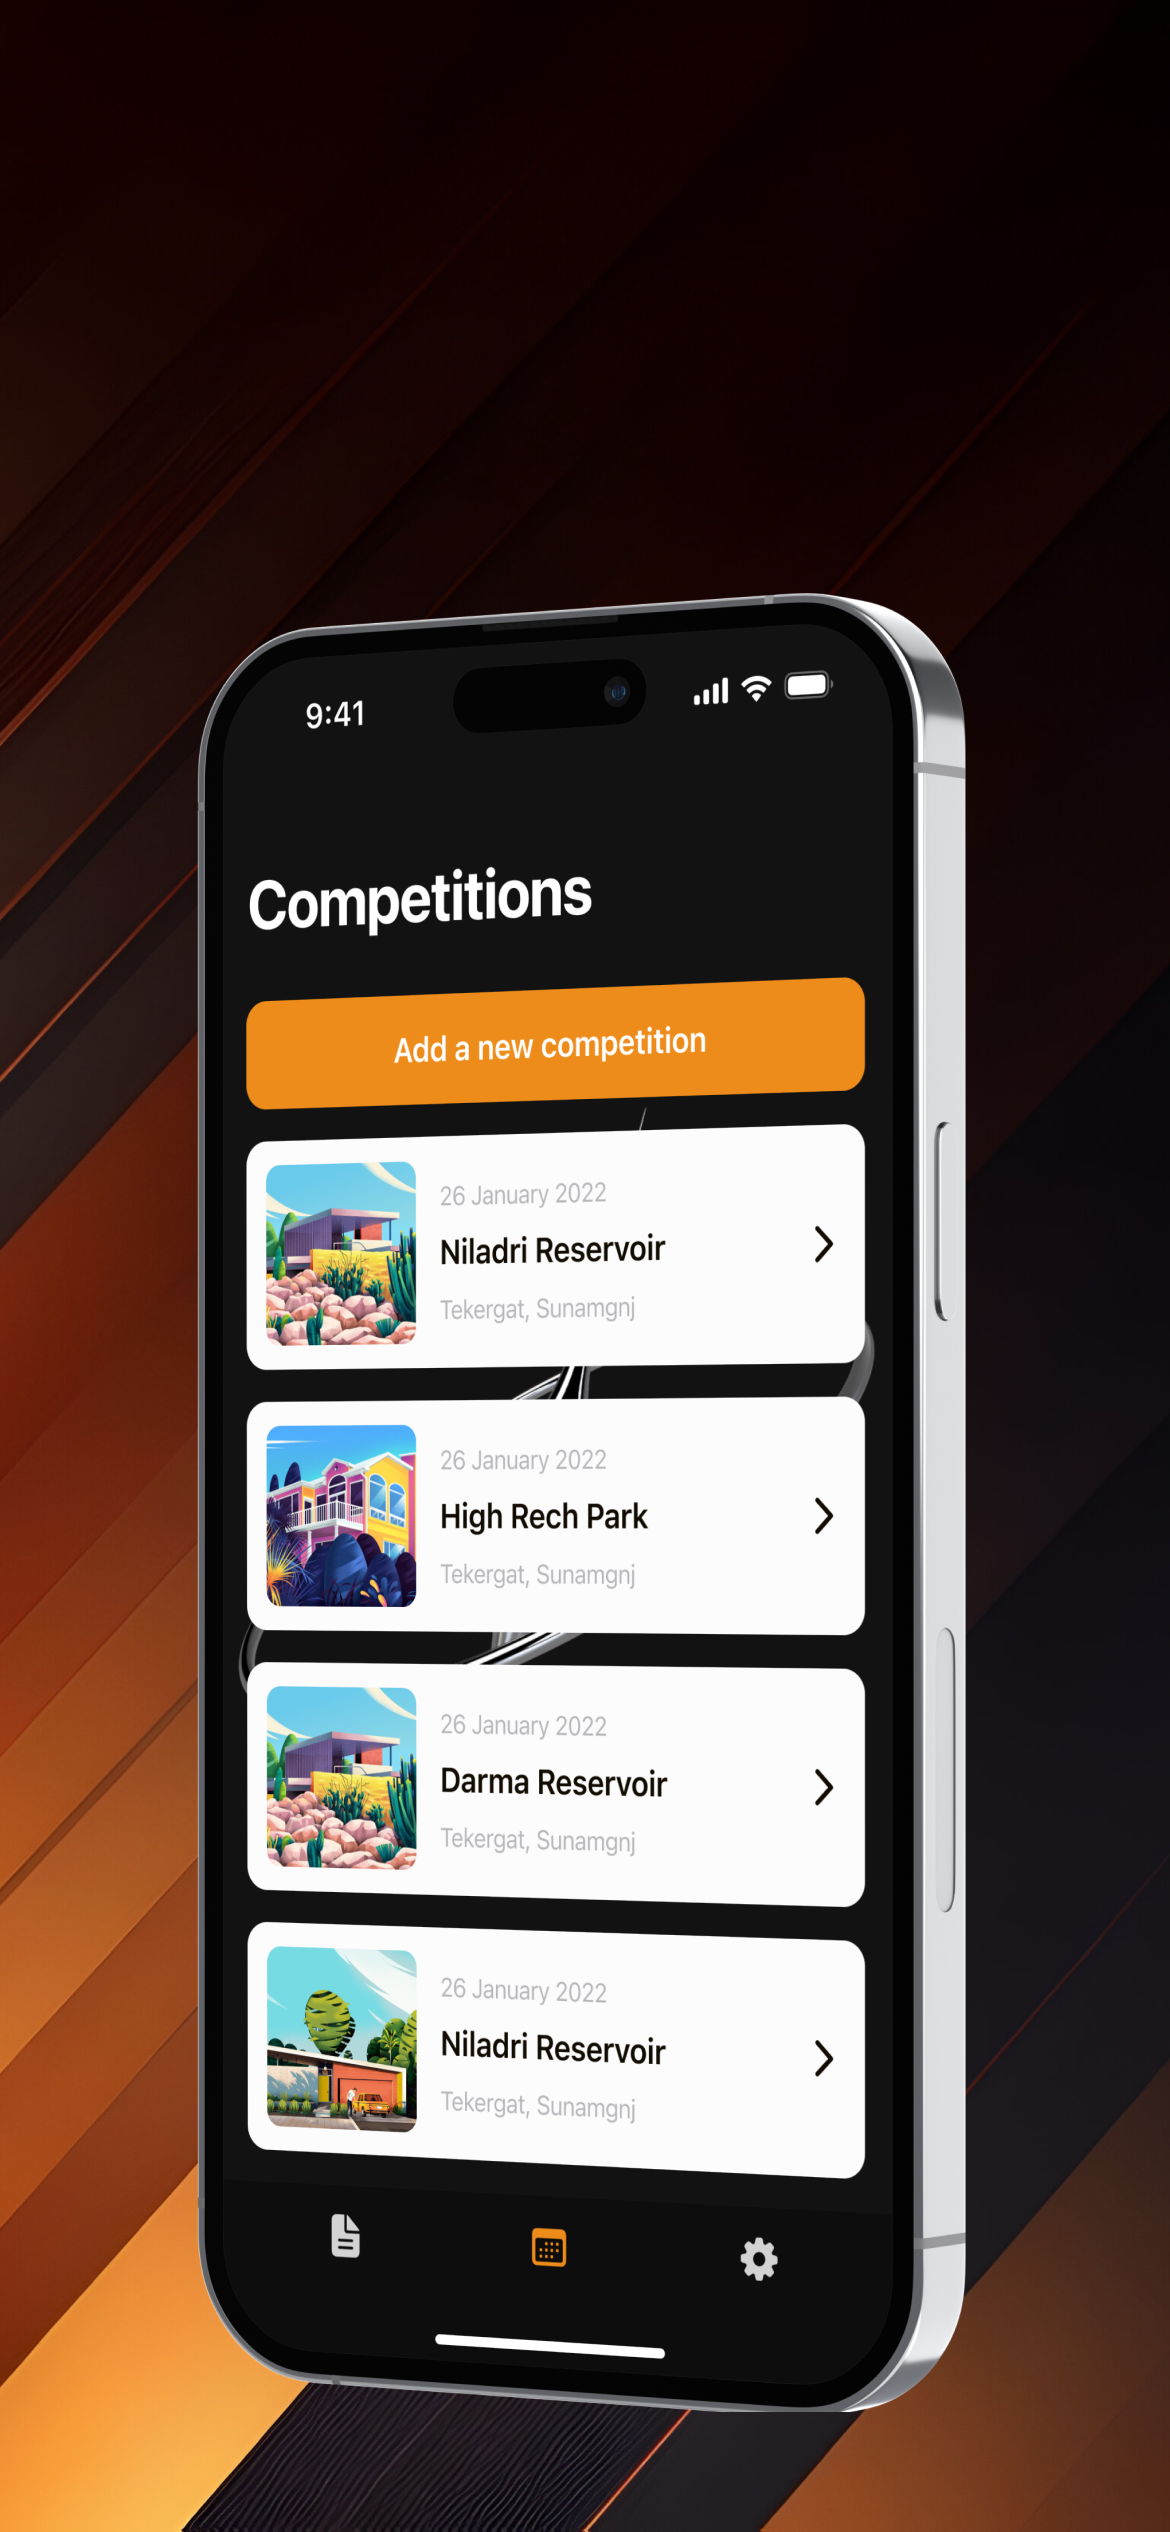 9:41
Competitions
Add a new competition
26 January 2022
Niladri Reservoir
Tekergat, Sunamgnj
26 January 2022
High Rech Park
Tekergat, Sunamgnj
26 January 2022
Darma Reservoir
Tekergat, Sunamgnj
26 January 2022
Niladri Reservoir
Tekergat, Sunamgnj